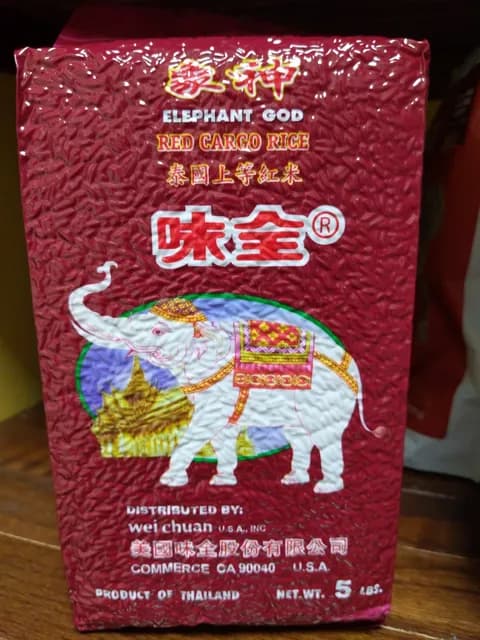 象神
ELEPHANT GOD
RED CARGO RICE
泰國上等紅米
味全®
DISTRIBUTED BY:
wei chuan U.S.A., INC
美國味全股份有限公司
COMMERCE CA 90040 U.S.A.
PRODUCT OF THAILAND NET. WT. 5 LBS.